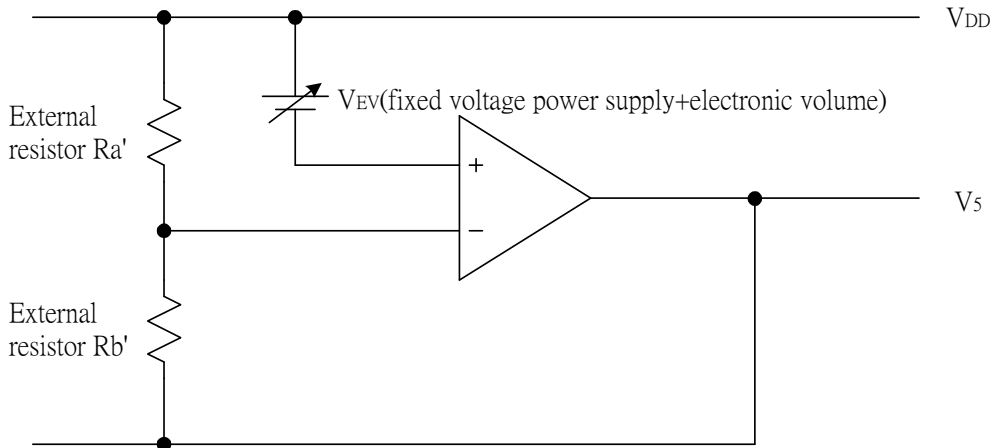 VDD
VEV(fixed voltage power supply+electronic volume)
External
resistor Ra'
+
V5
−
External
resistor Rb'